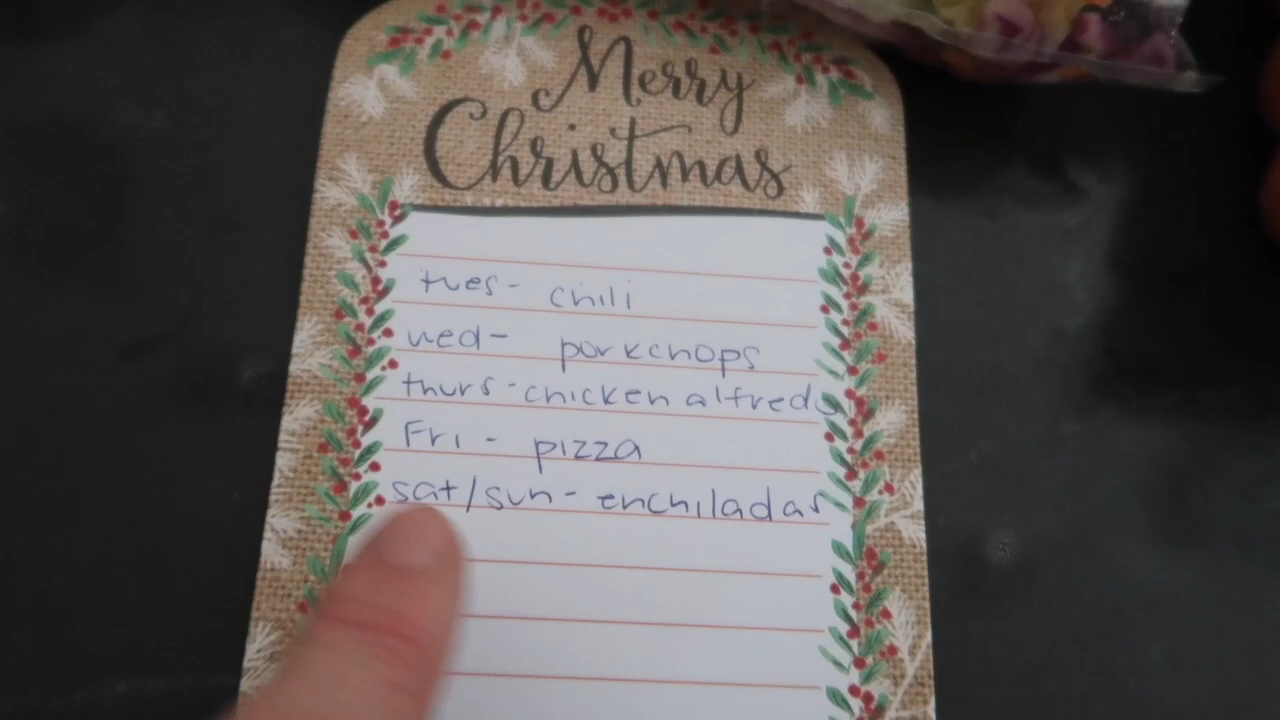 Merry
Christmas
tues- chili
wed- porkchops
thurs-chicken alfredo
Fri - pizza
sat/sun- enchiladas